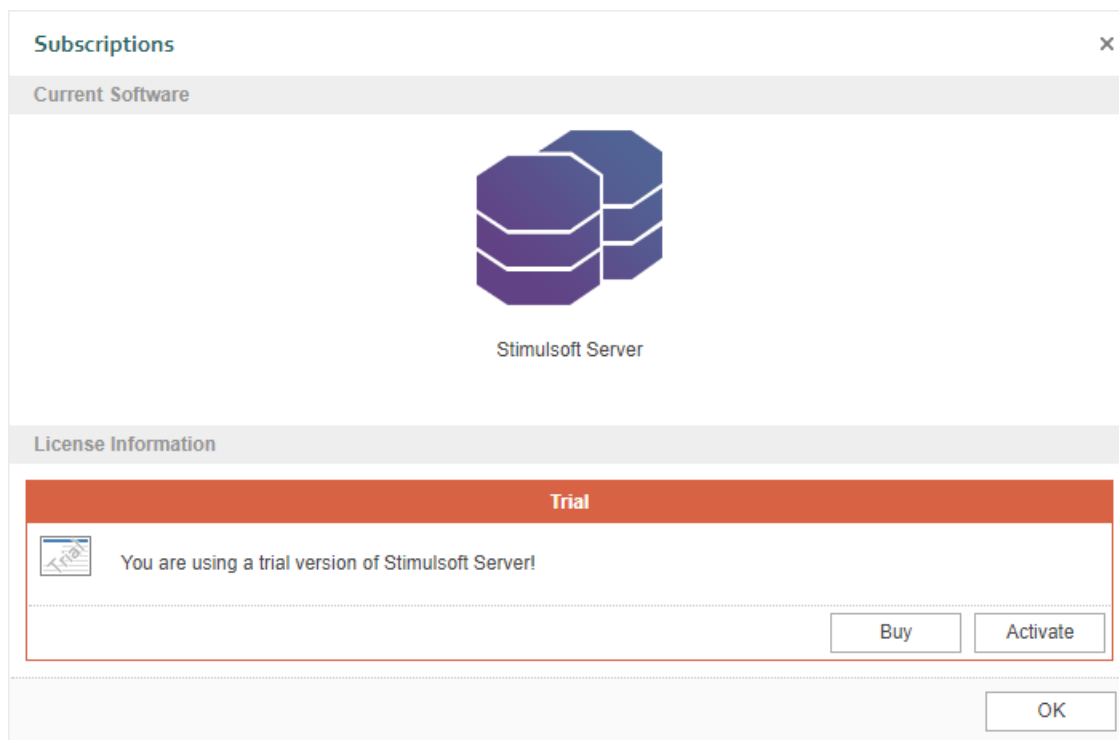 Subscriptions
Current Software
Stimulsoft Server
License Information
Trial
Trial
You are using a trial version of Stimulsoft Server!
Buy Activate
OK